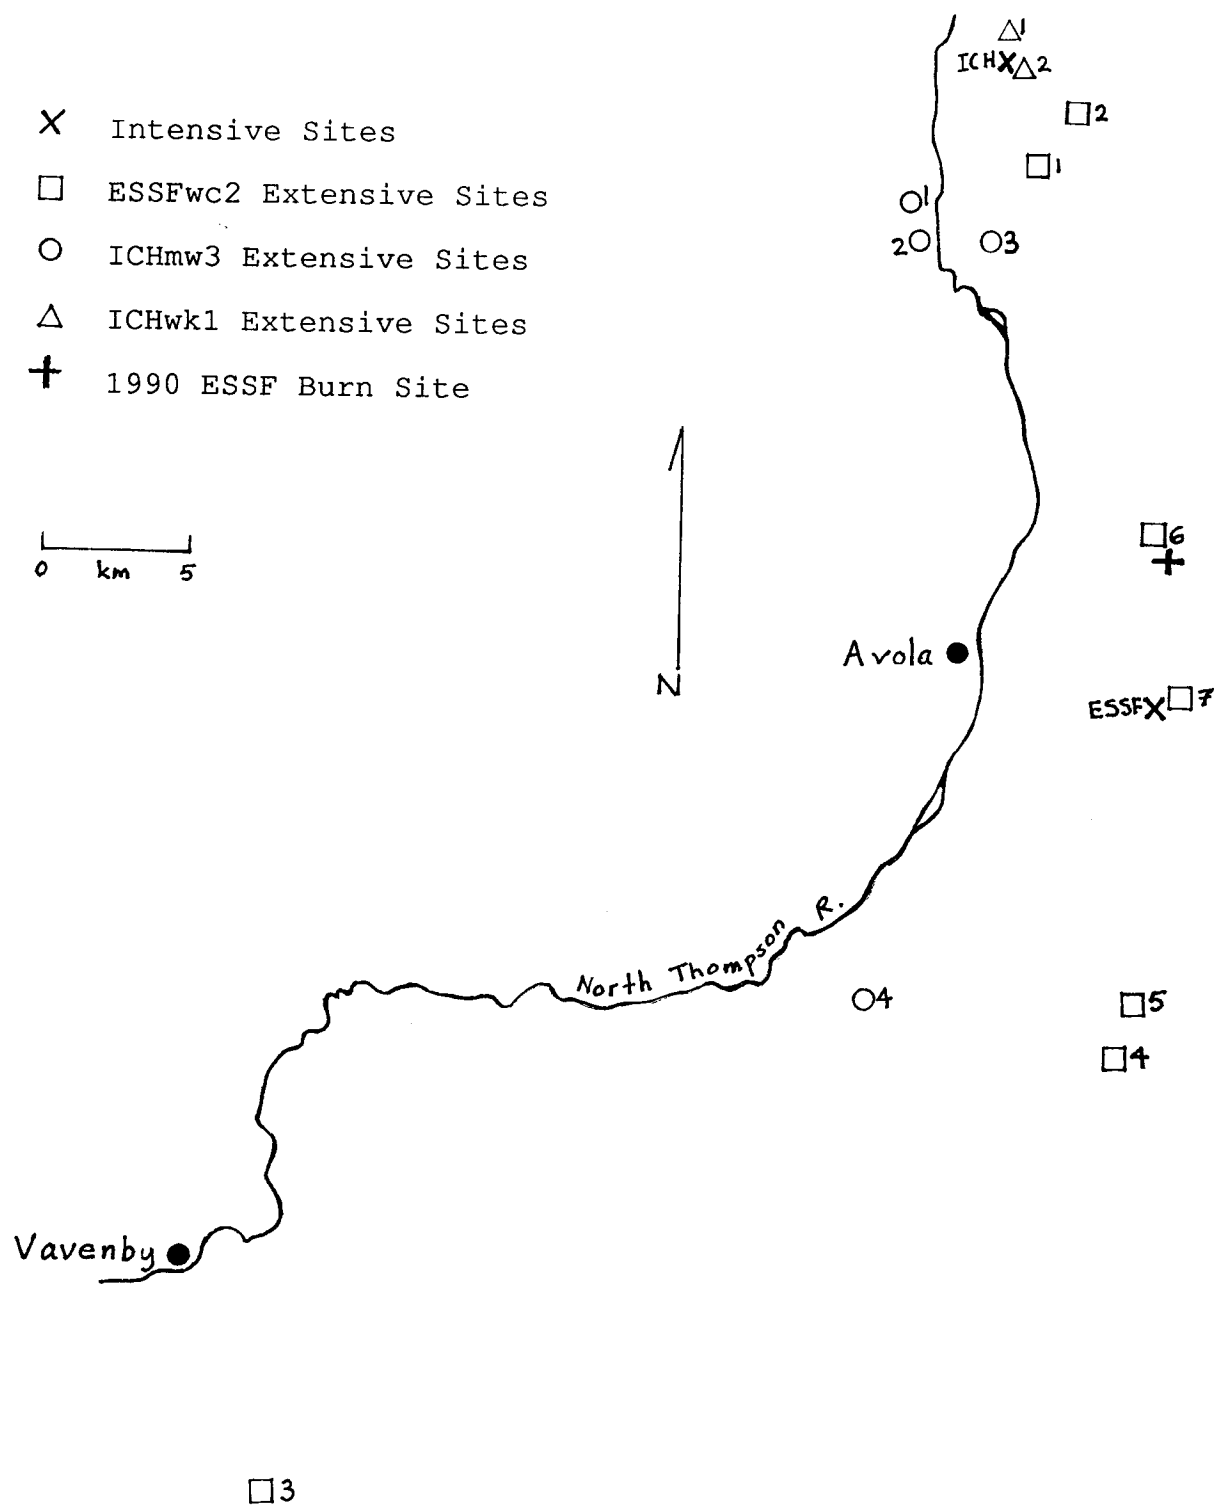 1
ICH X 2
X Intensive Sites
2
ESSFwc2 Extensive Sites
1
1
2
3
ICHmw3 Extensive Sites
ICHwk1 Extensive Sites
1990 ESSF Burn Site
0 km 5
6
N
Avola
ESSF X 7
North Thompson R.
4
5
4
Vavenby
3